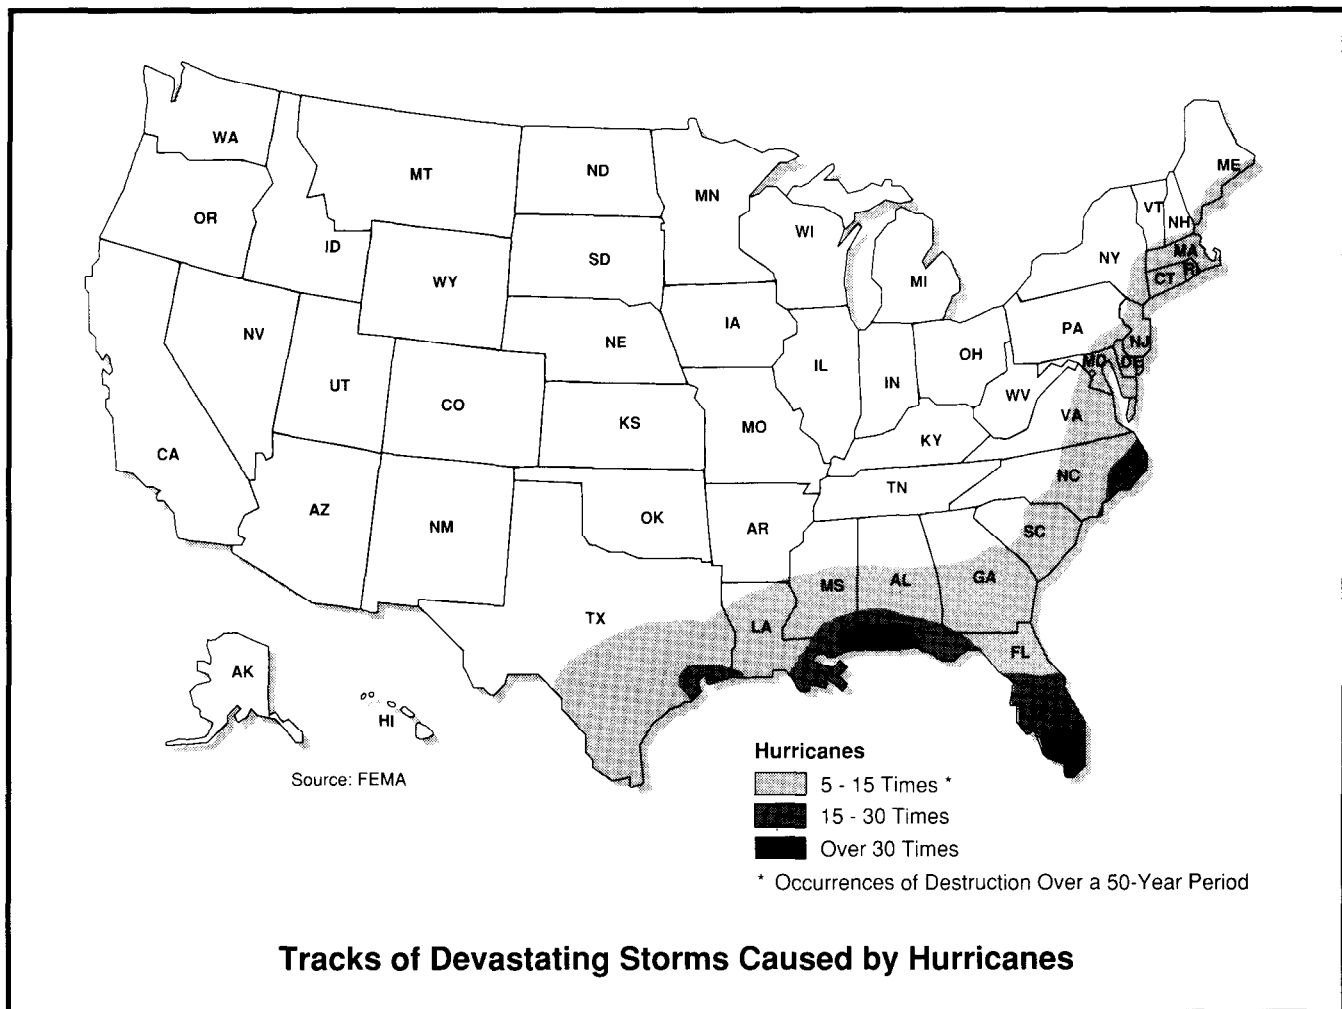 WA
MT
ND
MN
ME
VT
NH
OR
ID
SD
WI
NY
MA
RI
CT
WY
MI
IA
PA
NJ
NV
NE
OH
MD
DE
UT
CO
IL
IN
WV
KS
MO
VA
CA
KY
NC
AZ
NM
OK
AR
TN
SC
MS
AL
GA
TX
LA
FL
AK
HI
Source: FEMA
Hurricanes
5 - 15 Times *
15 - 30 Times
Over 30 Times
* Occurrences of Destruction Over a 50-Year Period
Tracks of Devastating Storms Caused by Hurricanes